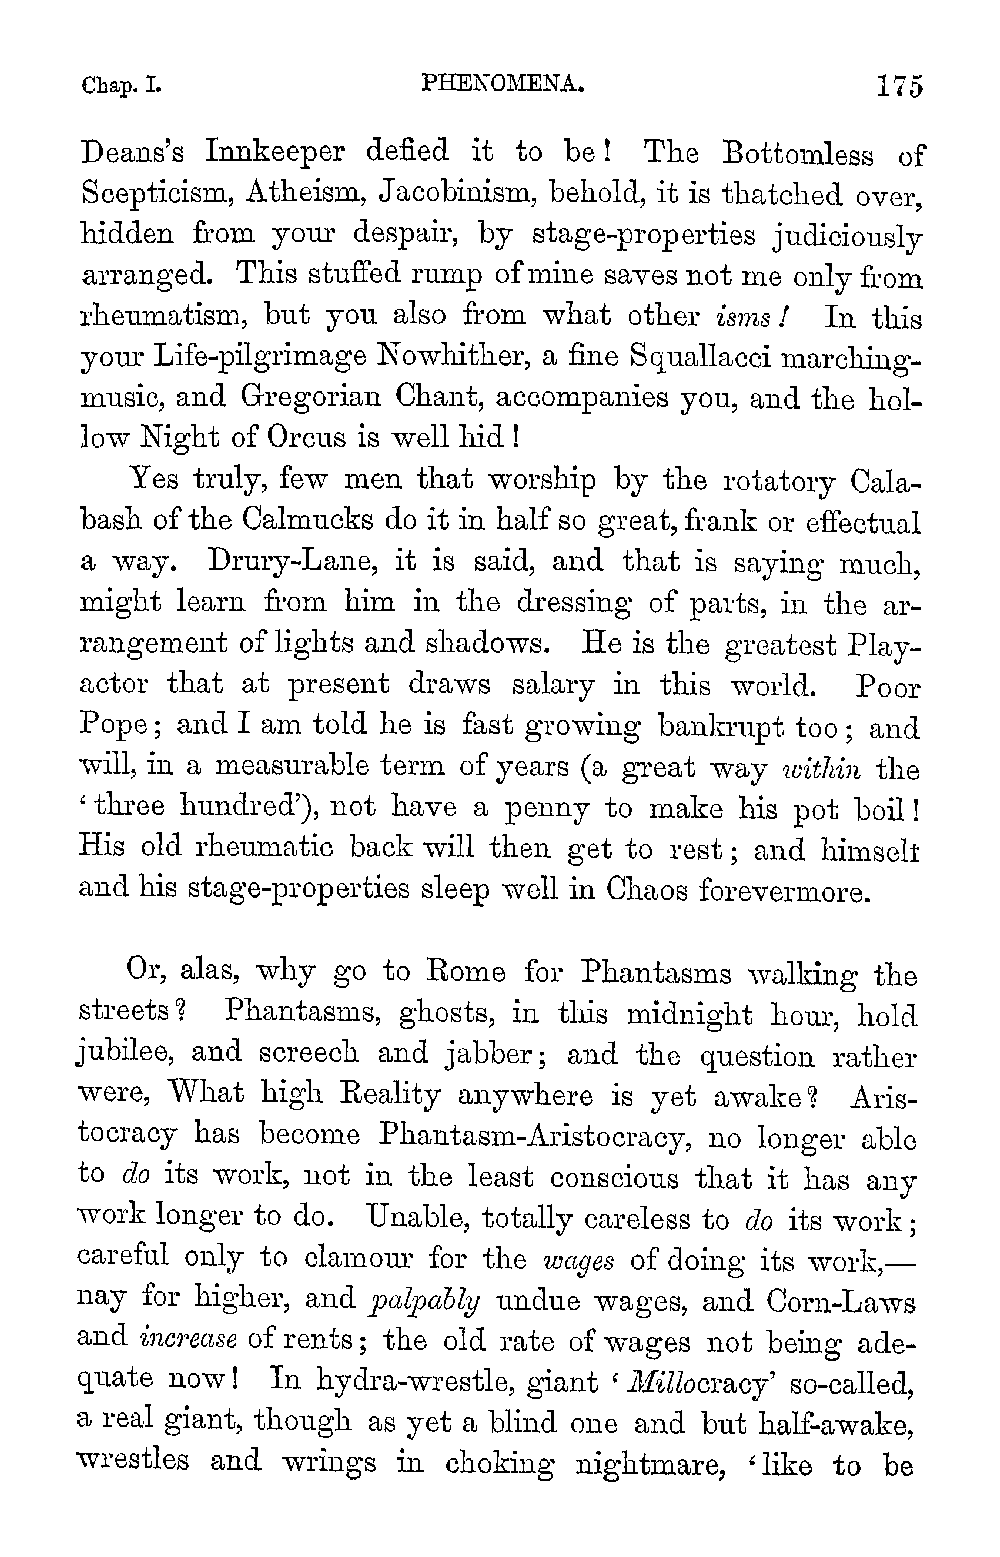 Chap. I. PHENOMENA. 175
Deans's Innkeeper defied it to be! The Bottomless of
Scepticism, Atheism, Jacobinism, behold, it is thatched over,
hidden from your despair, by stage-properties judiciously
arranged. This stuffed rump of mine saves not me only from
rheumatism, but you also from what other isms! In this
your Life-pilgrimage Nowhither, a fine Squallacci marching-
music, and Gregorian Chant, accompanies you, and the hol-
low Night of Orcus is well hid!
Yes truly, few men that worship by the rotatory Cala-
bash of the Calmucks do it in half so great, frank or effectual
a way. Drury-Lane, it is said, and that is saying much,
might learn from him in the dressing of parts, in the ar-
rangement of lights and shadows. He is the greatest Play-
actor that at present draws salary in this world. Poor
Pope; and I am told he is fast growing bankrupt too; and
will, in a measurable term of years (a great way within the
‘three hundred’), not have a penny to make his pot boil!
His old rheumatic back will then get to rest; and himself
and his stage-properties sleep well in Chaos forevermore.
Or, alas, why go to Rome for Phantasms walking the
streets? Phantasms, ghosts, in this midnight hour, hold
jubilee, and screech and jabber; and the question rather
were, What high Reality anywhere is yet awake? Aris-
tocracy has become Phantasm-Aristocracy, no longer able
to do its work, not in the least conscious that it has any
work longer to do. Unable, totally careless to do its work;
careful only to clamour for the wages of doing its work,—
nay for higher, and palpably undue wages, and Corn-Laws
and increase of rents; the old rate of wages not being ade-
quate now! In hydra-wrestle, giant ‘Millocracy’ so-called,
a real giant, though as yet a blind one and but half-awake,
wrestles and wrings in choking nightmare, ‘like to be